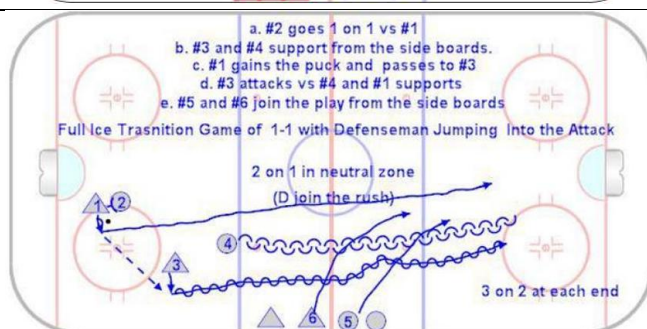 a. #2 goes 1 on 1 vs #1
b. #3 and #4 support from the side boards.
c. #1 gains the puck and passes to #3
d. #3 attacks vs #4 and #1 supports
e. #5 and #6 join the play from the side boards
Full Ice Trasnition Game of 1-1 with Defenseman Jumping Into the Attack
2 on 1 in neutral zone
(D join the rush)
1 2
4
3
3 on 2 at each end
6 5